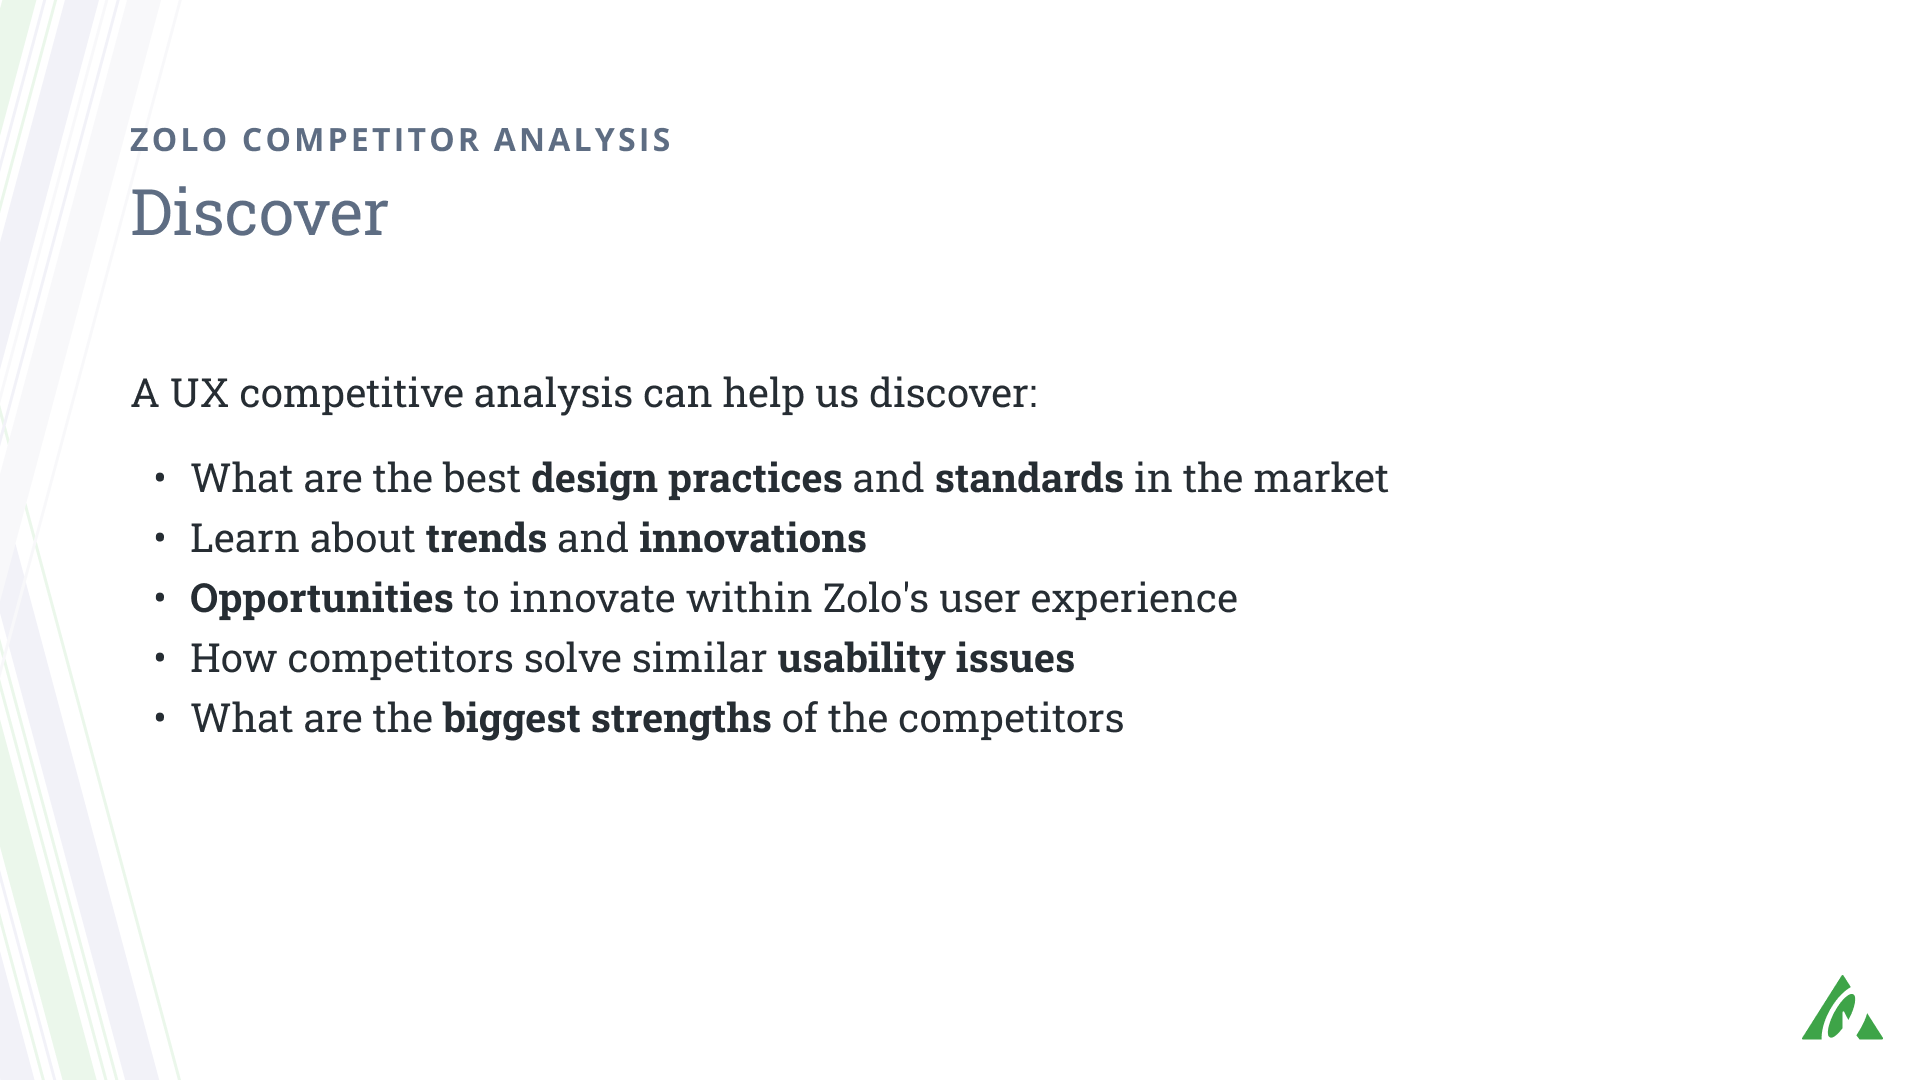 ZOLO COMPETITOR ANALYSIS
Discover
A UX competitive analysis can help us discover:
• What are the best design practices and standards in the market
• Learn about trends and innovations
• Opportunities to innovate within Zolo's user experience
• How competitors solve similar usability issues
• What are the biggest strengths of the competitors